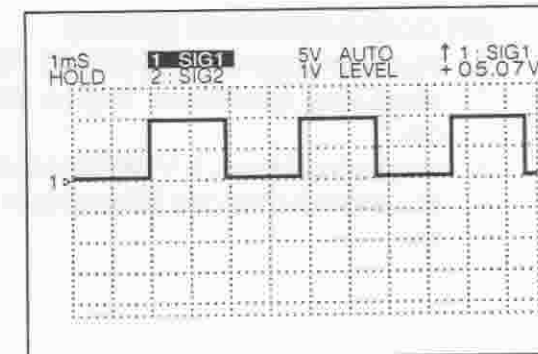 1mS 1 SIG1 5V AUTO ↑ 1 : SIG1
HOLD 2 : SIG2 1V LEVEL + 05.07V
1